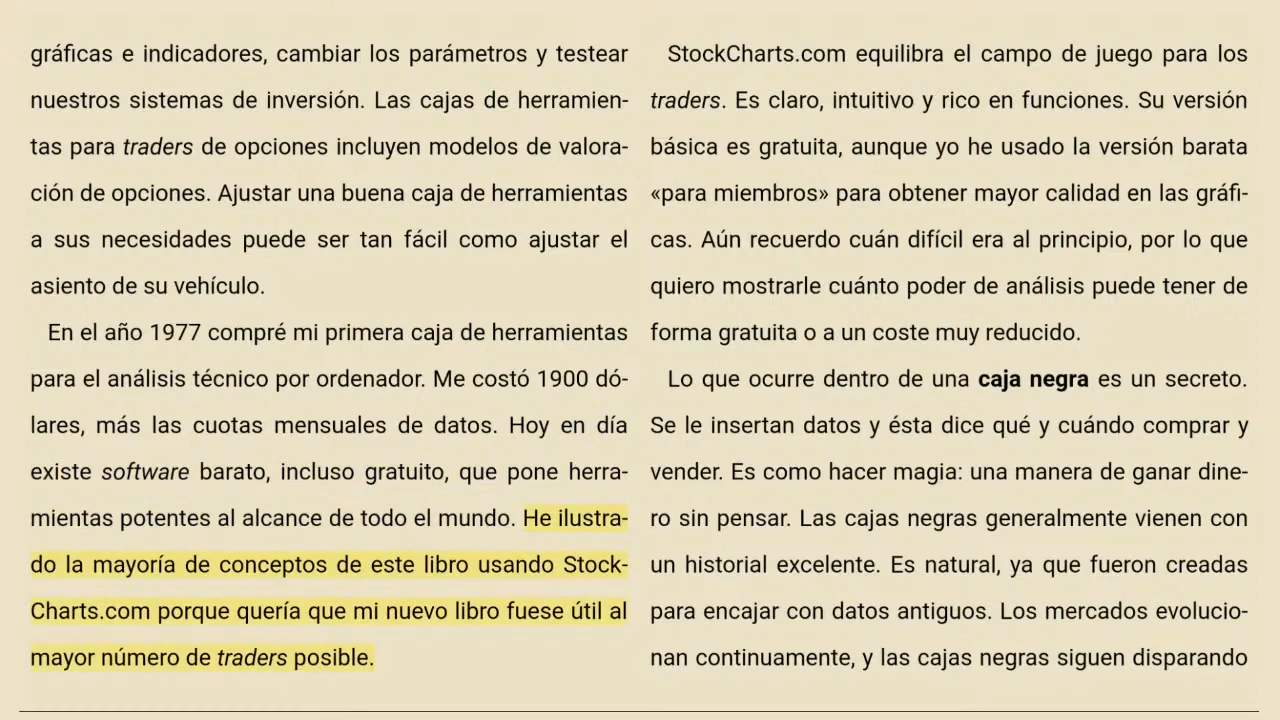 gráficas e indicadores, cambiar los parámetros y testear
nuestros sistemas de inversión. Las cajas de herramien-
tas para traders de opciones incluyen modelos de valora-
ción de opciones. Ajustar una buena caja de herramientas
a sus necesidades puede ser tan fácil como ajustar el
asiento de su vehículo.
En el año 1977 compré mi primera caja de herramientas
para el análisis técnico por ordenador. Me costó 1900 dó-
lares, más las cuotas mensuales de datos. Hoy en día
existe software barato, incluso gratuito, que pone herra-
mientas potentes al alcance de todo el mundo. He ilustra-
do la mayoría de conceptos de este libro usando Stock-
Charts.com porque quería que mi nuevo libro fuese útil al
mayor número de traders posible.
StockCharts.com equilibra el campo de juego para los
traders. Es claro, intuitivo y rico en funciones. Su versión
básica es gratuita, aunque yo he usado la versión barata
«para miembros» para obtener mayor calidad en las gráfi-
cas. Aún recuerdo cuán difícil era al principio, por lo que
quiero mostrarle cuánto poder de análisis puede tener de
forma gratuita o a un coste muy reducido.
Lo que ocurre dentro de una caja negra es un secreto.
Se le insertan datos y ésta dice qué y cuándo comprar y
vender. Es como hacer magia: una manera de ganar dine-
ro sin pensar. Las cajas negras generalmente vienen con
un historial excelente. Es natural, ya que fueron creadas
para encajar con datos antiguos. Los mercados evolucio-
nan continuamente, y las cajas negras siguen disparando